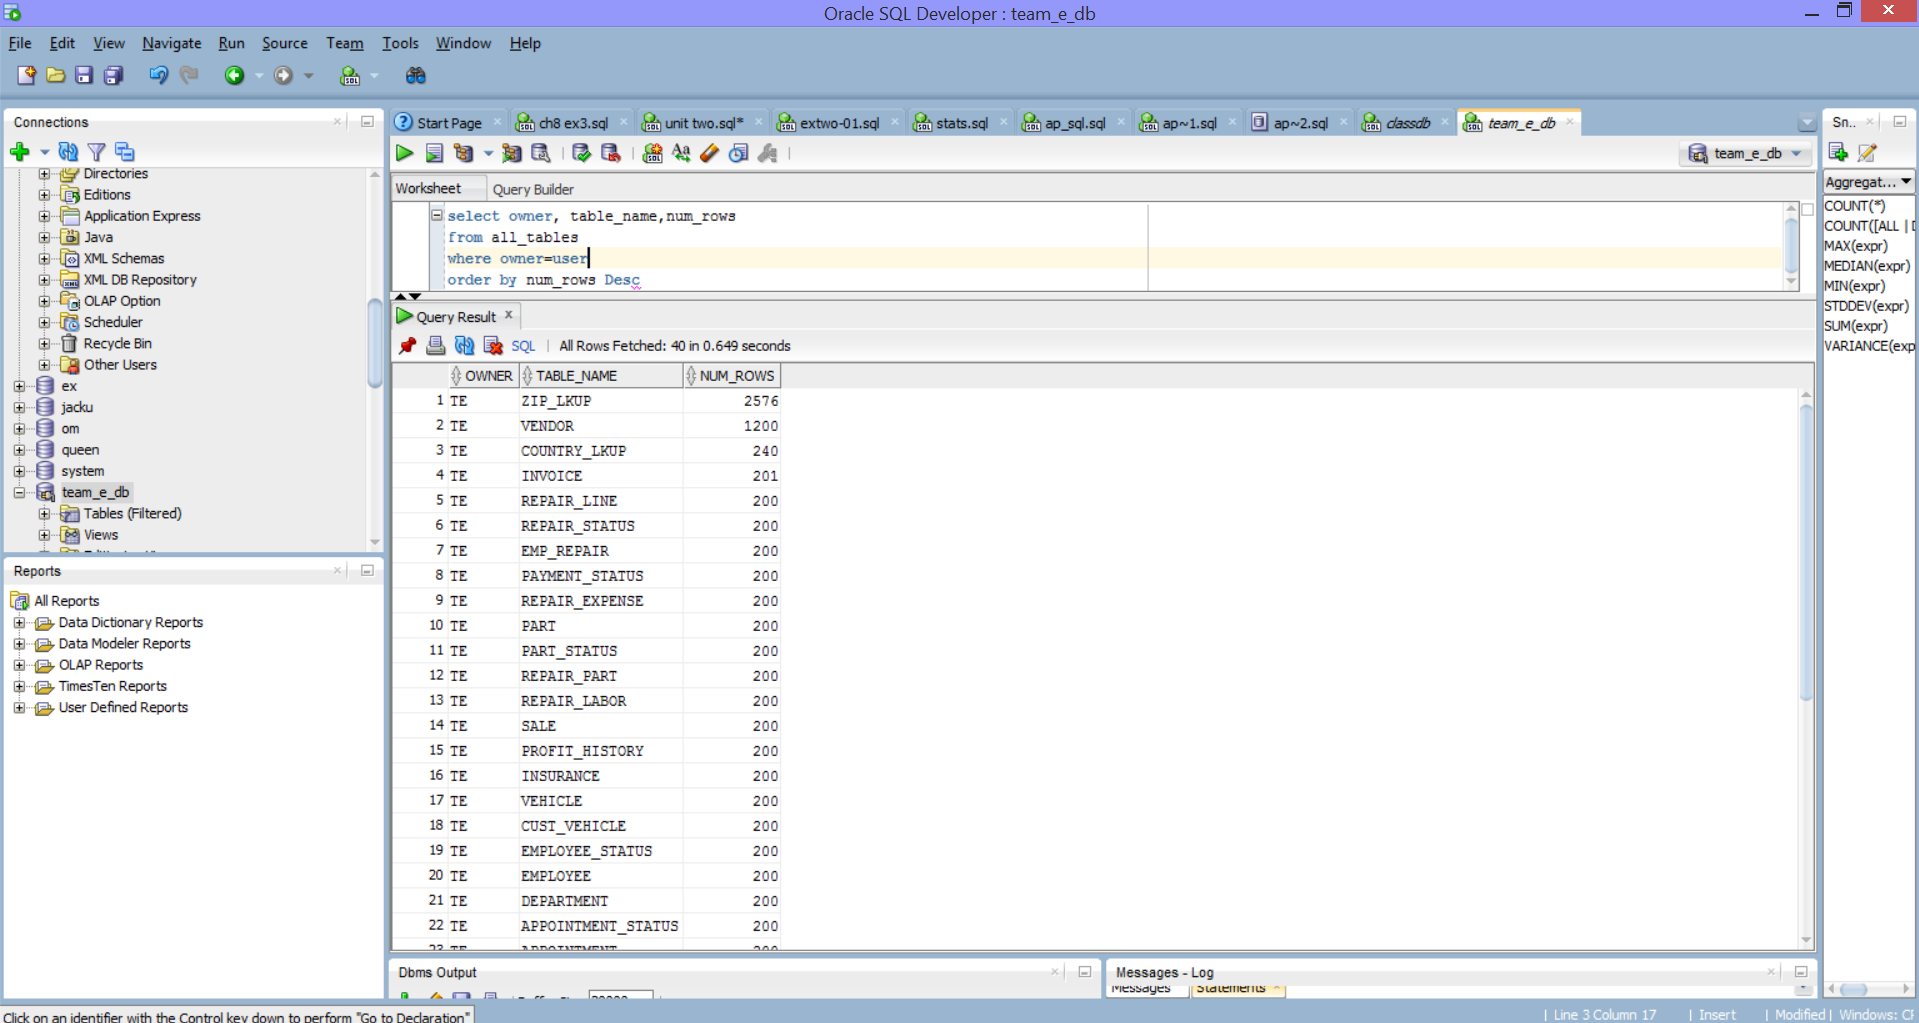 Oracle SQL Developer : team_e_db
File Edit View Navigate Run Source Team Tools Window Help
Connections
Directories
Editions
Application Express
Java
XML Schemas
XML DB Repository
OLAP Option
Scheduler
Recycle Bin
Other Users
ex
jacku
om
queen
system
team_e_db
Tables (Filtered)
Views
Reports
All Reports
Data Dictionary Reports
Data Modeler Reports
OLAP Reports
TimesTen Reports
User Defined Reports
Start Page ch8 ex3.sql unit two.sql* extwo-01.sql stats.sql ap_sql.sql ap~1.sql ap~2.sql classdb team_e_db
team_e_db
Worksheet Query Builder
select owner, table_name,num_rows
from all_tables
where owner=user
order by num_rows Desc
Query Result
SQL | All Rows Fetched: 40 in 0.649 seconds
OWNER TABLE_NAME NUM_ROWS
1 TE ZIP_LKUP 2576
2 TE VENDOR 1200
3 TE COUNTRY_LKUP 240
4 TE INVOICE 201
5 TE REPAIR_LINE 200
6 TE REPAIR_STATUS 200
7 TE EMP_REPAIR 200
8 TE PAYMENT_STATUS 200
9 TE REPAIR_EXPENSE 200
10 TE PART 200
11 TE PART_STATUS 200
12 TE REPAIR_PART 200
13 TE REPAIR_LABOR 200
14 TE SALE 200
15 TE PROFIT_HISTORY 200
16 TE INSURANCE 200
17 TE VEHICLE 200
18 TE CUST_VEHICLE 200
19 TE EMPLOYEE_STATUS 200
20 TE EMPLOYEE 200
21 TE DEPARTMENT 200
22 TE APPOINTMENT_STATUS 200
23 TE APPOINTMENT 200
Dbms Output
Messages - Log
Messages Statements
Sn..
Aggregat...
COUNT(*)
COUNT([ALL | D
MAX(expr)
MEDIAN(expr)
MIN(expr)
STDDEV(expr)
SUM(expr)
VARIANCE(exp
Click on an identifier with the Control key down to perform "Go to Declaration"
| Line 3 Column 17 | Insert | Modified | Windows: CF